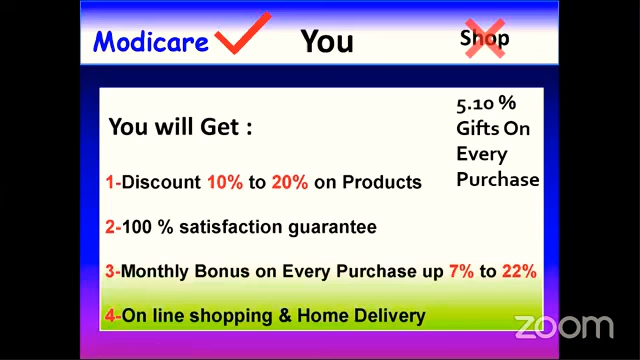 Modicare
You
Shop
5.10 %
Gifts On
Every
Purchase
You will Get :
1-Discount 10% to 20% on Products
2-100 % satisfaction guarantee
3-Monthly Bonus on Every Purchase up 7% to 22%
4-On line shopping & Home Delivery
zoom